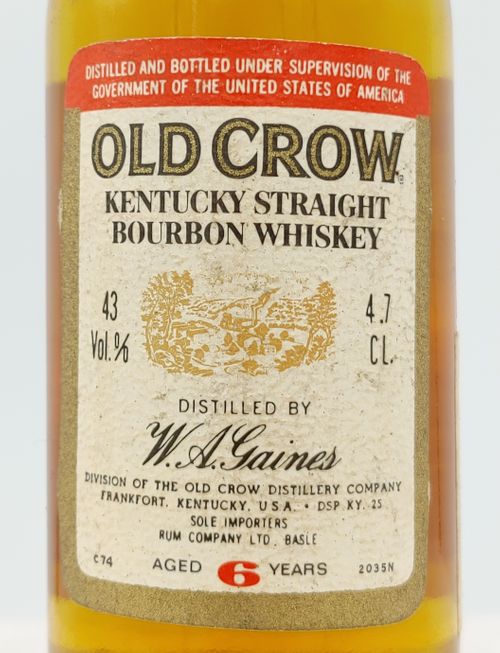 DISTILLED AND BOTTLED UNDER SUPERVISION OF THE
GOVERNMENT OF THE UNITED STATES OF AMERICA
OLD CROW
KENTUCKY STRAIGHT
BOURBON WHISKEY
43 4.7
Vol.% CL.
DISTILLED BY
W.A.Gaines
DIVISION OF THE OLD CROW DISTILLERY COMPANY
FRANKFORT, KENTUCKY, U.S.A. • DSP KY. 25
SOLE IMPORTERS
RUM COMPANY LTD. BASLE
C74 AGED 6 YEARS 2035N